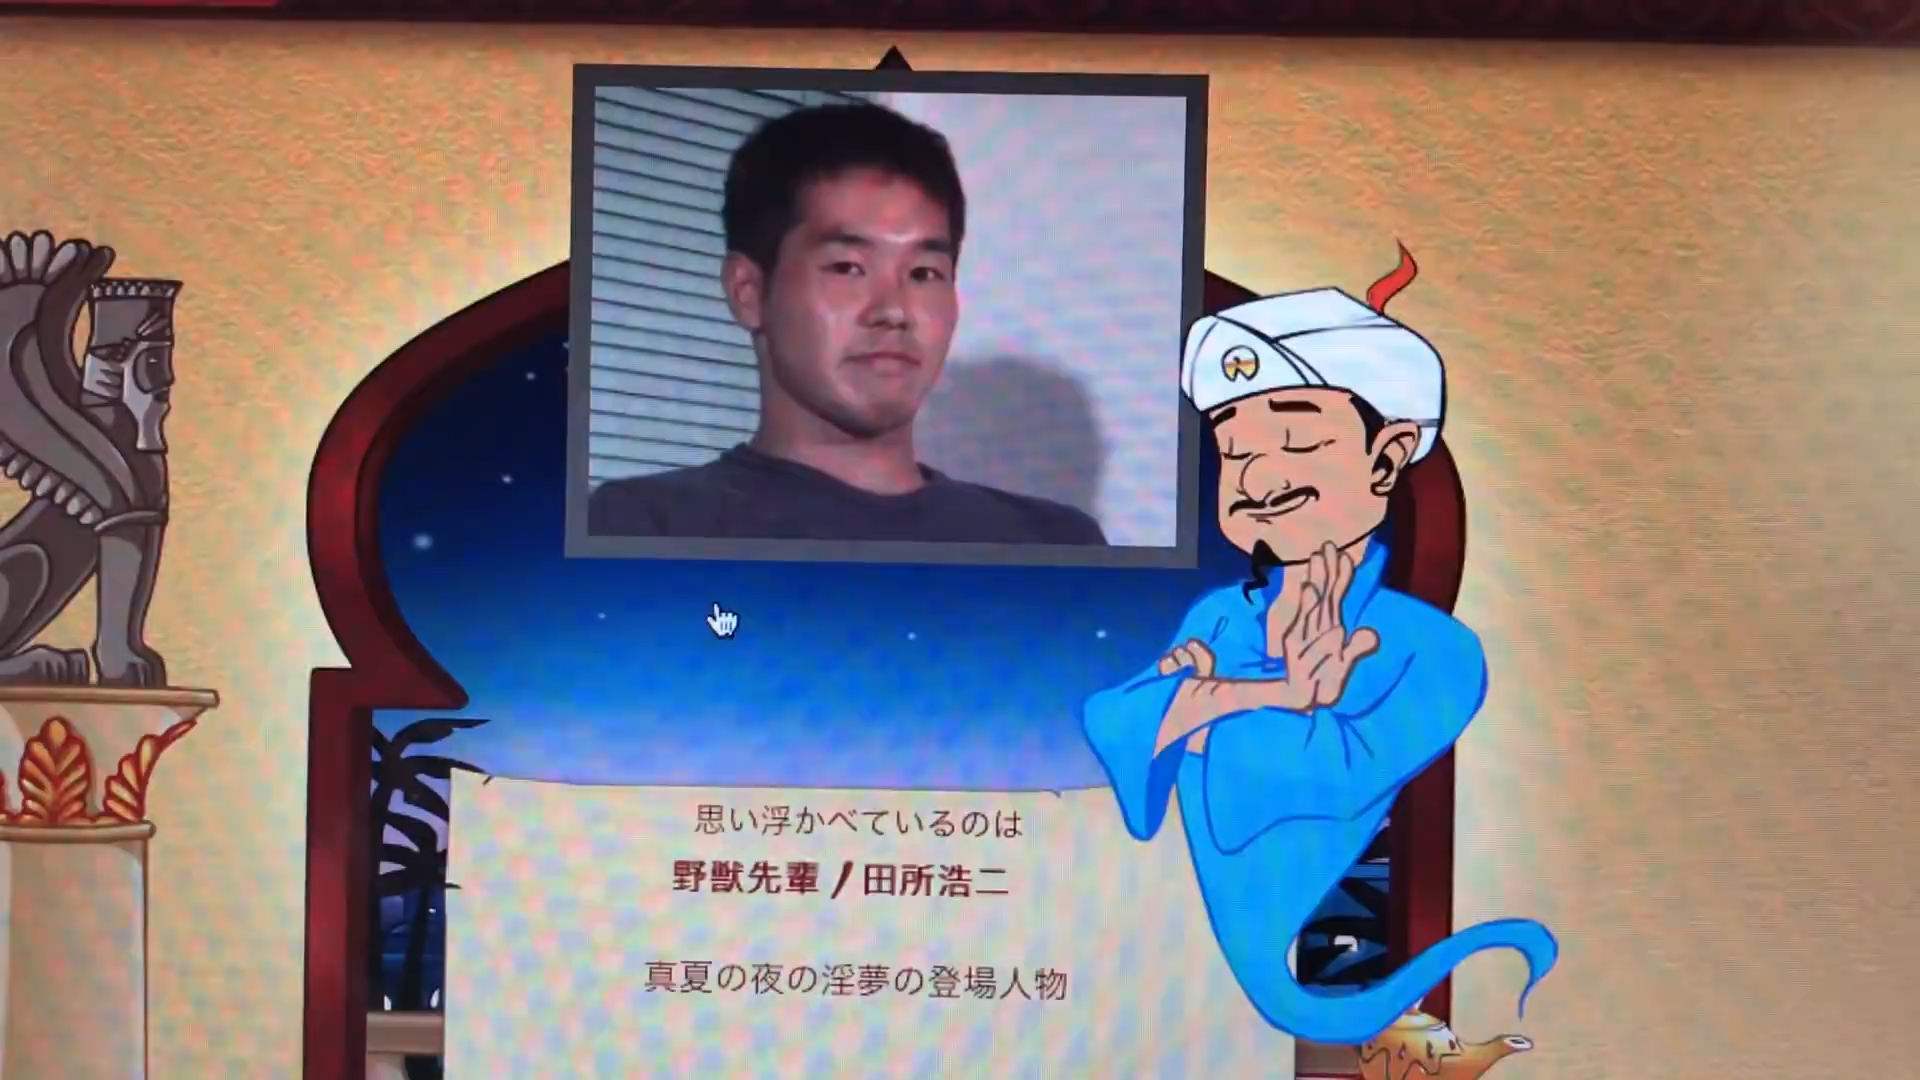 思い浮かべているのは
野獣先輩/田所浩二
真夏の夜の淫夢の登場人物